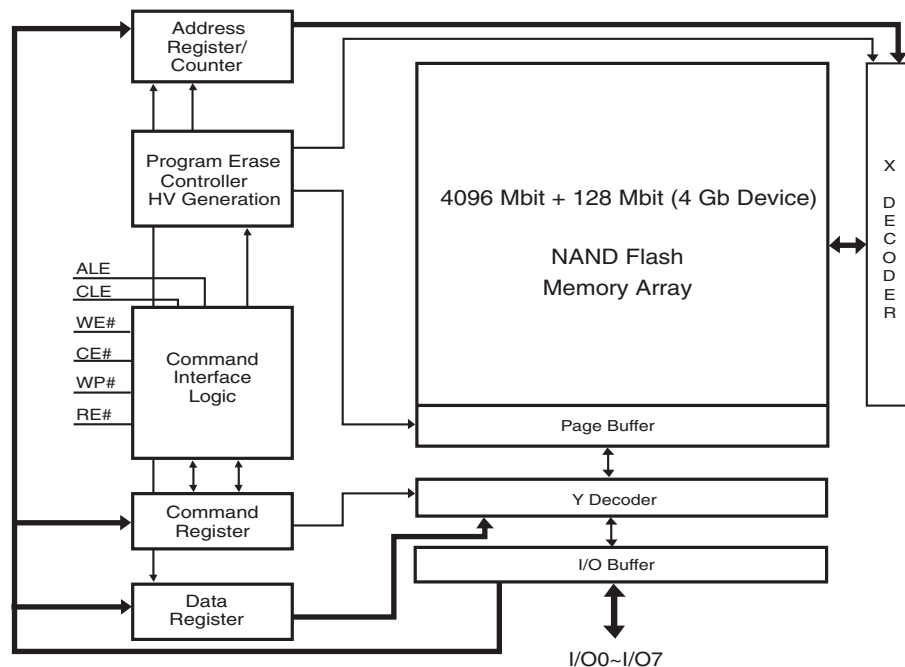 Address
Register/
Counter
Program Erase
Controller
HV Generation
4096 Mbit + 128 Mbit (4 Gb Device)
NAND Flash
Memory Array
X
DECODER
ALE
CLE
WE#
CE#
WP#
RE#
Command
Interface
Logic
Page Buffer
Y Decoder
Command
Register
I/O Buffer
Data
Register
I/O0~I/O7